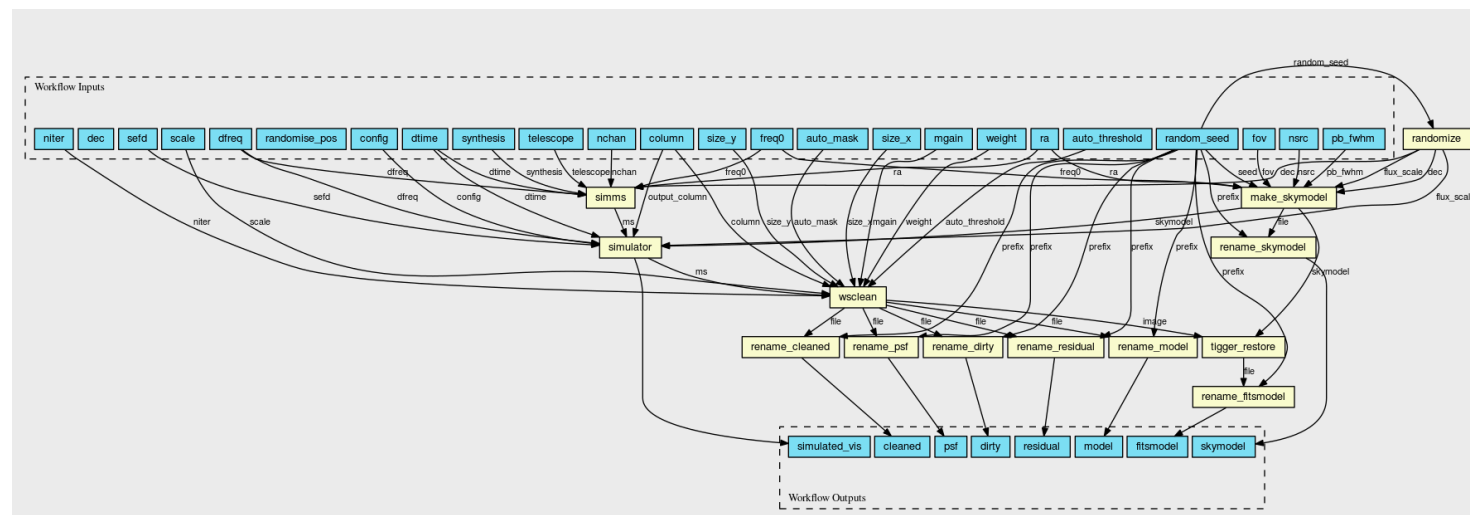 random_seed
Workflow Inputs
niter dec sefd scale dfreq randomise_pos config dtime synthesis telescope nchan column size_y freq0 auto_mask size_x mgain weight ra auto_threshold random_seed fov nsrc pb_fwhm randomize
dfreq dtime synthesis telescope nchan freq0 ra freq0 ra seed fov dec nsrc pb_fwhm flux_scale dec
simms make_skymodel
sefd dfreq config dtime output_column prefix flux_scal
niter scale ms column size_y auto_mask size_x mgain weight auto_threshold skymodel file
simulator prefix prefix prefix prefix prefix rename_skymodel
ms prefix skymodel
wsclean
file file file file file image
rename_cleaned rename_psf rename_dirty rename_residual rename_model tigger_restore
file
rename_fitsmodel
simulated_vis cleaned psf dirty residual model fitsmodel skymodel
Workflow Outputs